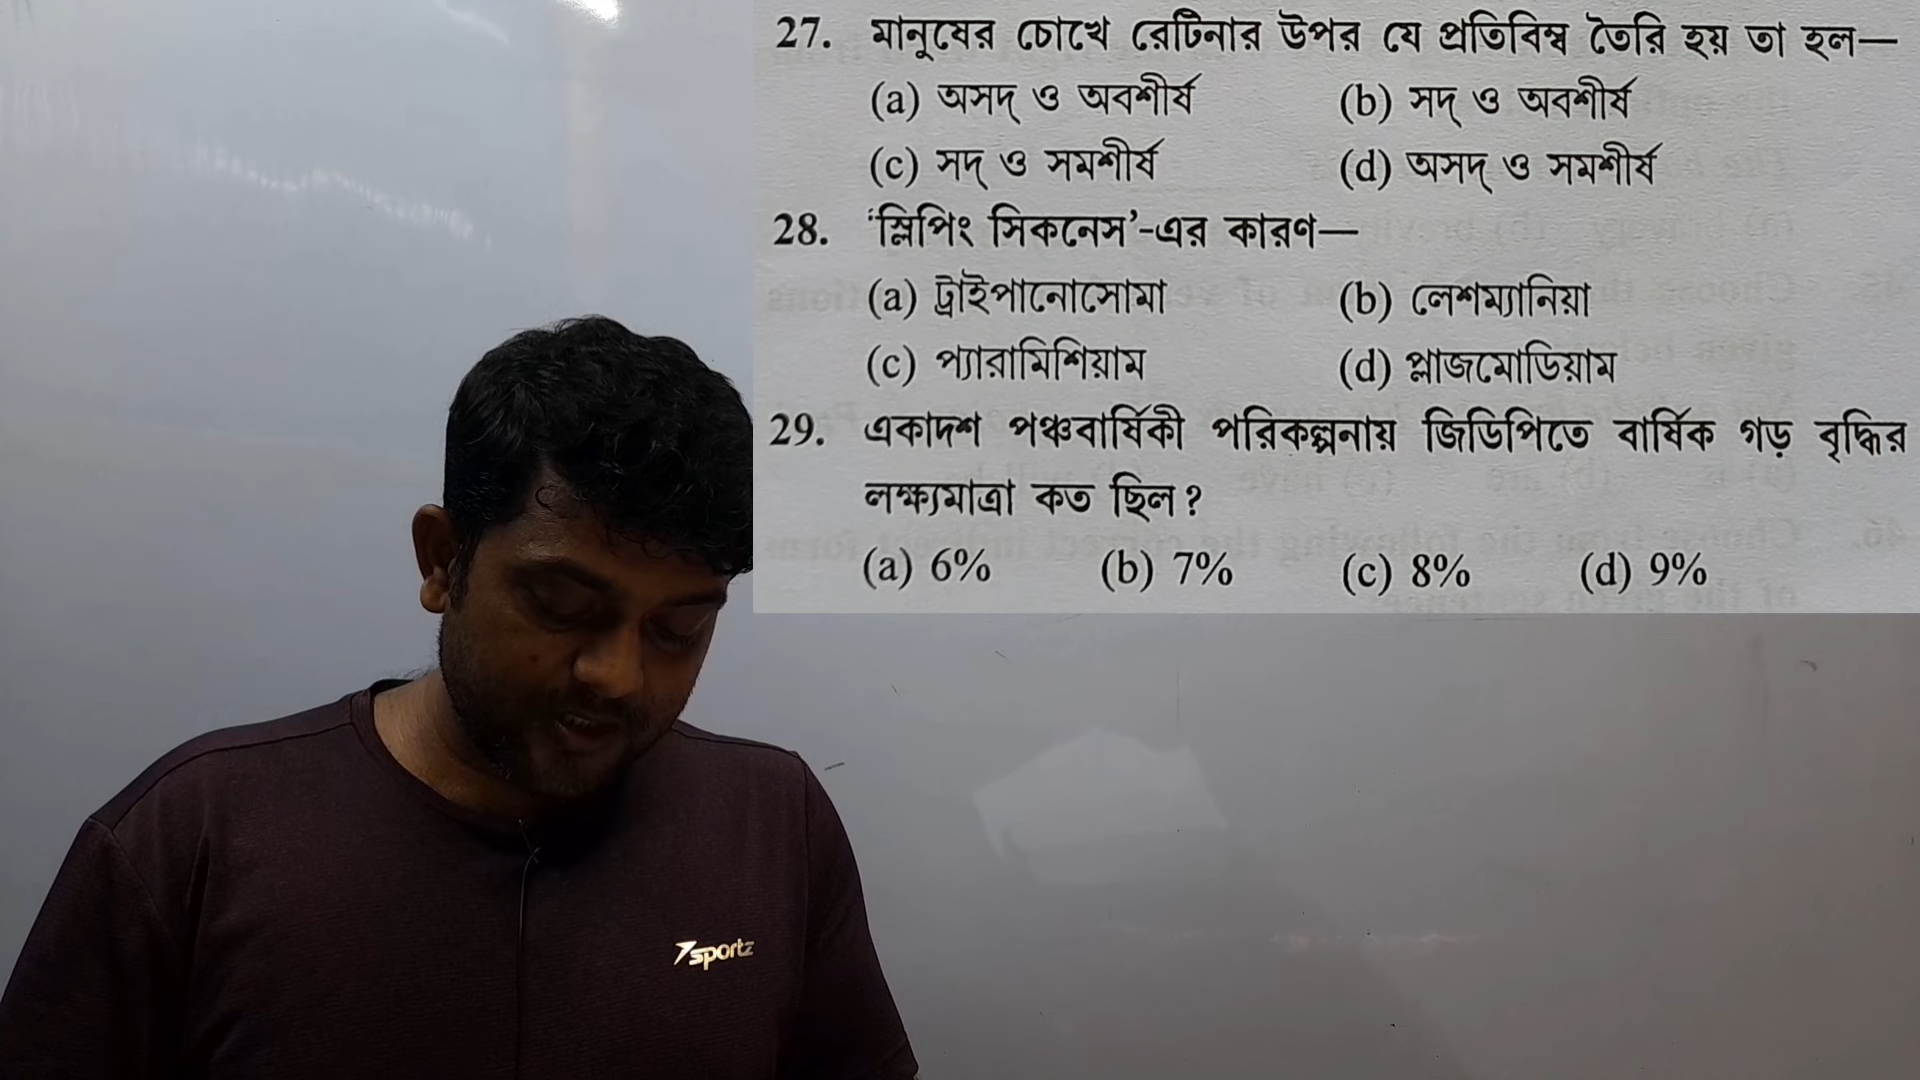 27. মানুষের চোখে রেটিনার উপর যে প্রতিবিম্ব তৈরি হয় তা হল—
(a) অসদ্ ও অবশীর্ষ (b) সদ্ ও অবশীর্ষ
(c) সদ্ ও সমশীর্ষ (d) অসদ্ ও সমশীর্ষ
28. ‘স্লিপিং সিকনেস’-এর কারণ—
(a) ট্রাইপানোসোমা (b) লেশম্যানিয়া
(c) প্যারামিশিয়াম (d) প্লাজমোডিয়াম
29. একাদশ পঞ্চবার্ষিকী পরিকল্পনায় জিডিপিতে বার্ষিক গড় বৃদ্ধির
লক্ষ্যমাত্রা কত ছিল?
(a) 6% (b) 7% (c) 8% (d) 9%
7sportz